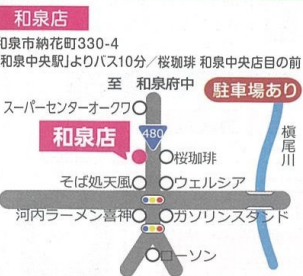 和泉店
和泉市納花町330-4
「和泉中央駅」よりバス10分／桜珈琲 和泉中央店目の前
至 和泉府中
駐車場あり
スーパーセンターオークワ
480
和泉店
桜珈琲
槇尾川
そば処天風
ウェルシア
河内ラーメン喜神
ガソリンスタンド
ローソン